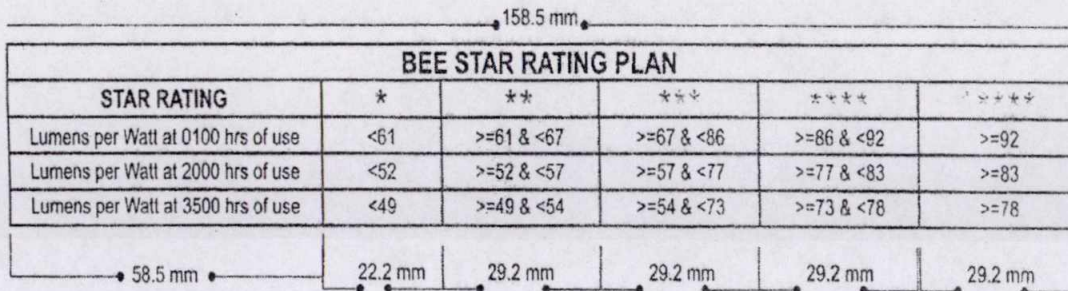 158.5 mm
BEE STAR RATING PLAN
STAR RATING * ** *** **** *****
Lumens per Watt at 0100 hrs of use <61 >=61 & <67 >=67 & <86 >=86 & <92 >=92
Lumens per Watt at 2000 hrs of use <52 >=52 & <57 >=57 & <77 >=77 & <83 >=83
Lumens per Watt at 3500 hrs of use <49 >=49 & <54 >=54 & <73 >=73 & <78 >=78
58.5 mm 22.2 mm 29.2 mm 29.2 mm 29.2 mm 29.2 mm